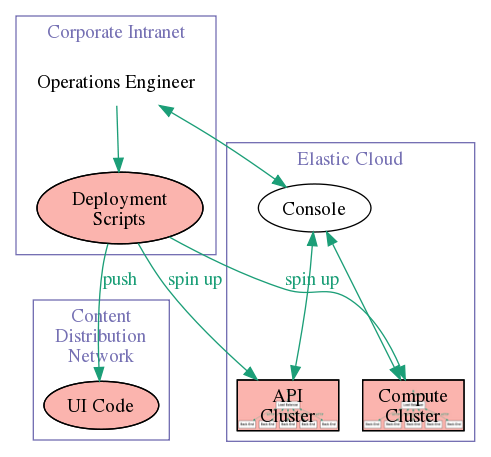 Corporate Intranet
Operations Engineer
Elastic Cloud
Deployment
Scripts
Console
push
spin up
spin up
Content
Distribution
Network
UI Code
API
Cluster
Compute
Cluster